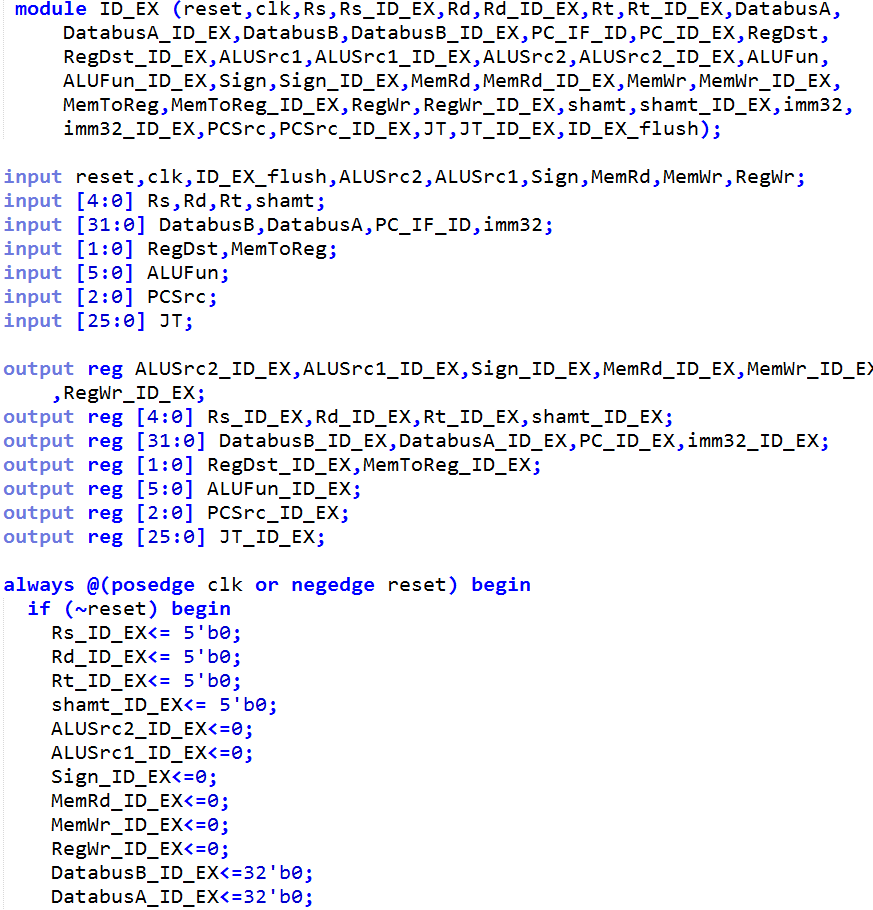 module ID_EX (reset,clk,Rs,Rs_ID_EX,Rd,Rd_ID_EX,Rt,Rt_ID_EX,DatabusA,
DatabusA_ID_EX,DatabusB,DatabusB_ID_EX,PC_IF_ID,PC_ID_EX,RegDst,
RegDst_ID_EX,ALUSrc1,ALUSrc1_ID_EX,ALUSrc2,ALUSrc2_ID_EX,ALUFun,
ALUFun_ID_EX,Sign,Sign_ID_EX,MemRd,MemRd_ID_EX,MemWr,MemWr_ID_EX,
MemToReg,MemToReg_ID_EX,RegWr,RegWr_ID_EX,shamt,shamt_ID_EX,imm32,
imm32_ID_EX,PCSrc,PCSrc_ID_EX,JT,JT_ID_EX,ID_EX_flush);
input reset,clk,ID_EX_flush,ALUSrc2,ALUSrc1,Sign,MemRd,MemWr,RegWr;
input [4:0] Rs,Rd,Rt,shamt;
input [31:0] DatabusB,DatabusA,PC_IF_ID,imm32;
input [1:0] RegDst,MemToReg;
input [5:0] ALUFun;
input [2:0] PCSrc;
input [25:0] JT;
output reg ALUSrc2_ID_EX,ALUSrc1_ID_EX,Sign_ID_EX,MemRd_ID_EX,MemWr_ID_EX
,RegWr_ID_EX;
output reg [4:0] Rs_ID_EX,Rd_ID_EX,Rt_ID_EX,shamt_ID_EX;
output reg [31:0] DatabusB_ID_EX,DatabusA_ID_EX,PC_ID_EX,imm32_ID_EX;
output reg [1:0] RegDst_ID_EX,MemToReg_ID_EX;
output reg [5:0] ALUFun_ID_EX;
output reg [2:0] PCSrc_ID_EX;
output reg [25:0] JT_ID_EX;
always @(posedge clk or negedge reset) begin
if (~reset) begin
Rs_ID_EX<= 5'b0;
Rd_ID_EX<= 5'b0;
Rt_ID_EX<= 5'b0;
shamt_ID_EX<= 5'b0;
ALUSrc2_ID_EX<=0;
ALUSrc1_ID_EX<=0;
Sign_ID_EX<=0;
MemRd_ID_EX<=0;
MemWr_ID_EX<=0;
RegWr_ID_EX<=0;
DatabusB_ID_EX<=32'b0;
DatabusA_ID_EX<=32'b0;